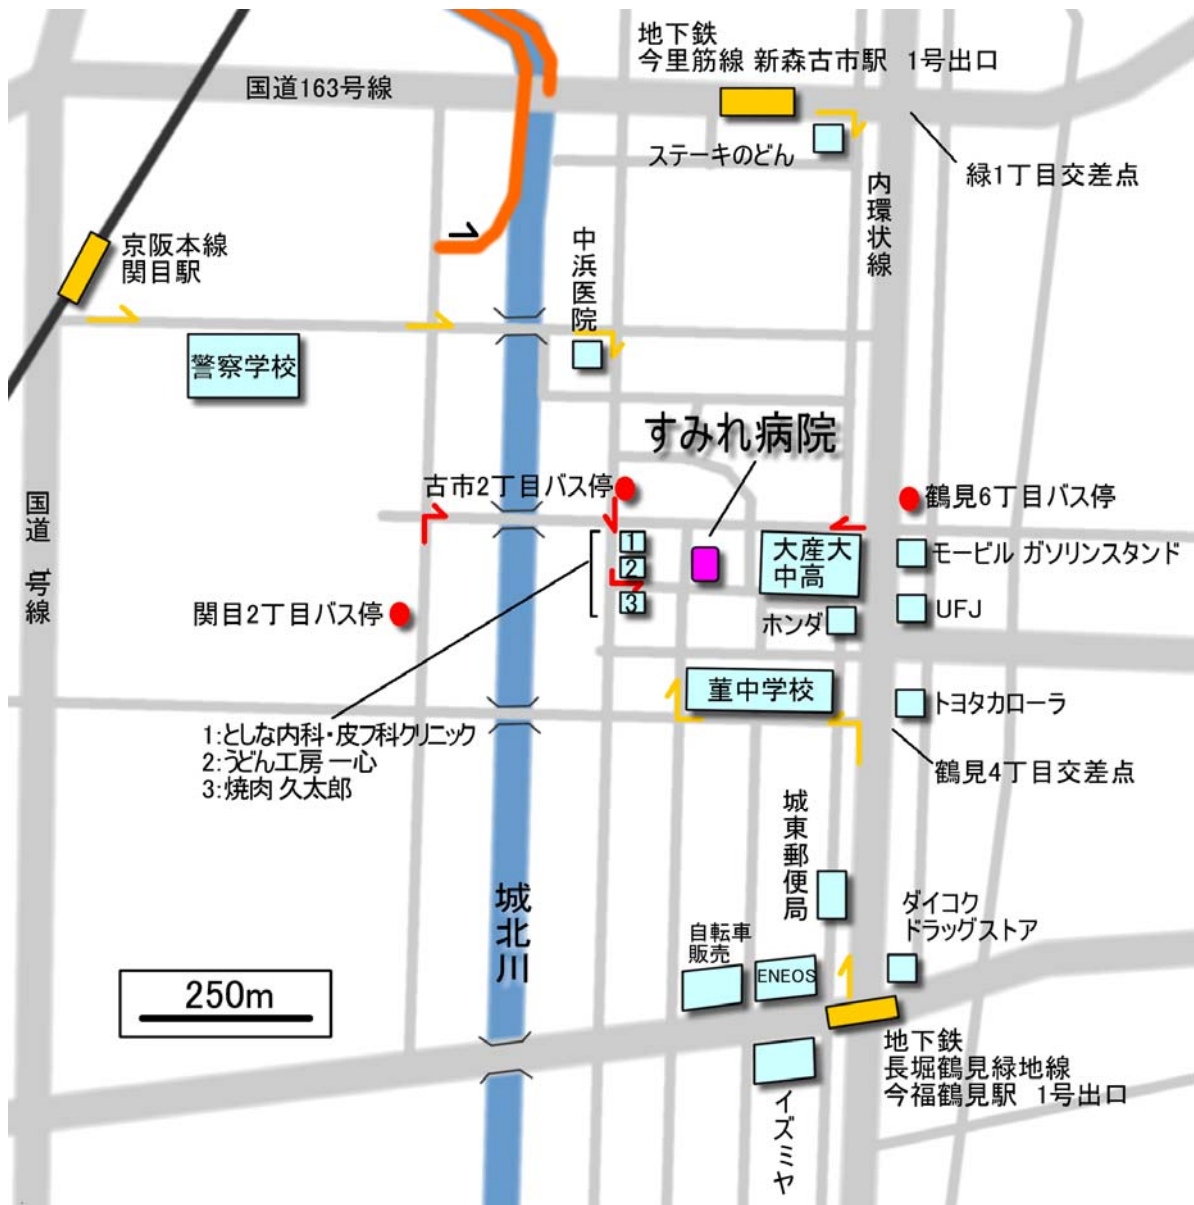 地下鉄
今里筋線 新森古市駅 1号出口
国道163号線
ステーキのどん
緑1丁目交差点
内環状線
京阪本線
関目駅
中浜医院
警察学校
すみれ病院
古市2丁目バス停
鶴見6丁目バス停
国道 号線
1
2
3
大産大
中高
モービル ガソリンスタンド
関目2丁目バス停
ホンダ
UFJ
菫中学校
トヨタカローラ
1:としな内科・皮フ科クリニック
2:うどん工房 一心
3:焼肉 久太郎
鶴見4丁目交差点
城東郵便局
城北川
ダイコク
ドラッグストア
自転車
販売
ENEOS
250m
地下鉄
長堀鶴見緑地線
今福鶴見駅 1号出口
イズミヤ